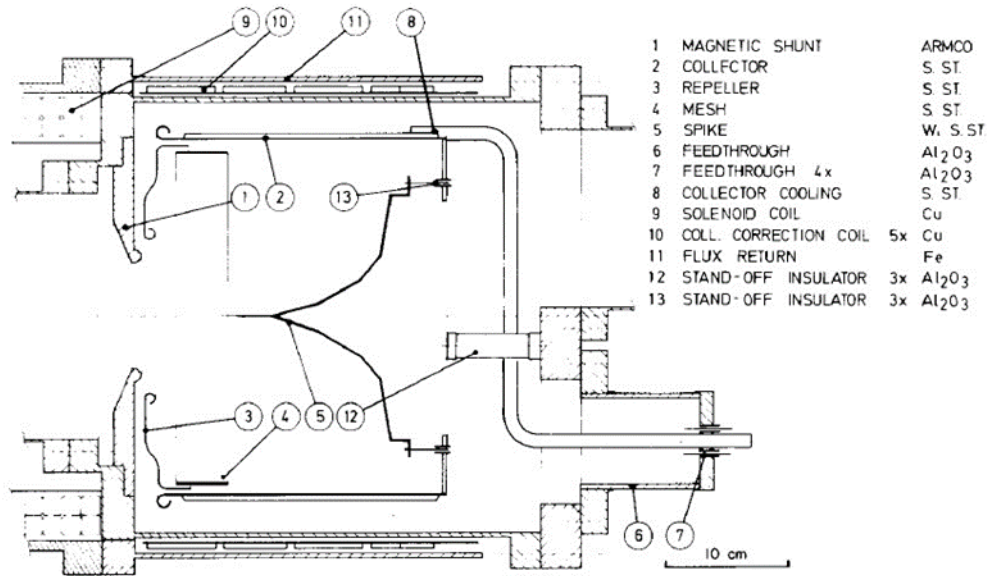 9 10 11 8
1 MAGNETIC SHUNT ARMCO
2 COLLECTOR S. ST.
3 REPELLER S. ST.
4 MESH S. ST.
5 SPIKE W. S.ST.
6 FEEDTHROUGH Al2O3
7 FEEDTHROUGH 4x Al2O3
8 COLLECTOR COOLING S. ST.
9 SOLENOID COIL Cu
10 COLL. CORRECTION COIL 5x Cu
11 FLUX RETURN Fe
12 STAND-OFF INSULATOR 3x Al2O3
13 STAND-OFF INSULATOR 3x Al2O3
1 2 13
3 4 5 12
6 7
10 cm